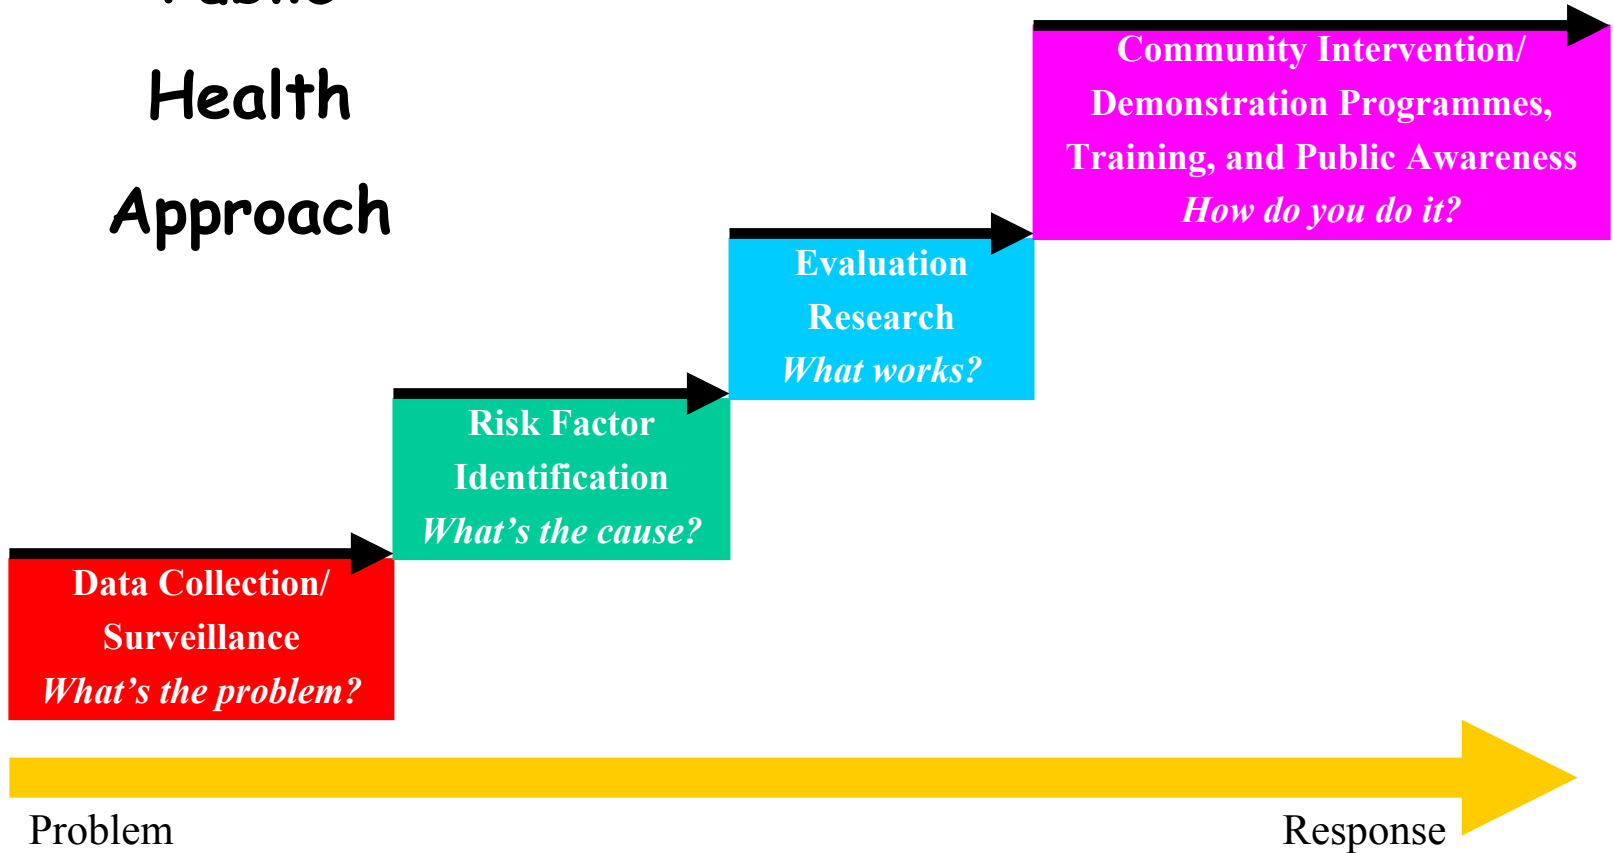 Health
Approach
Community Intervention/
Demonstration Programmes,
Training, and Public Awareness
How do you do it?
Evaluation
Research
What works?
Risk Factor
Identification
What’s the cause?
Data Collection/
Surveillance
What’s the problem?
Problem
Response